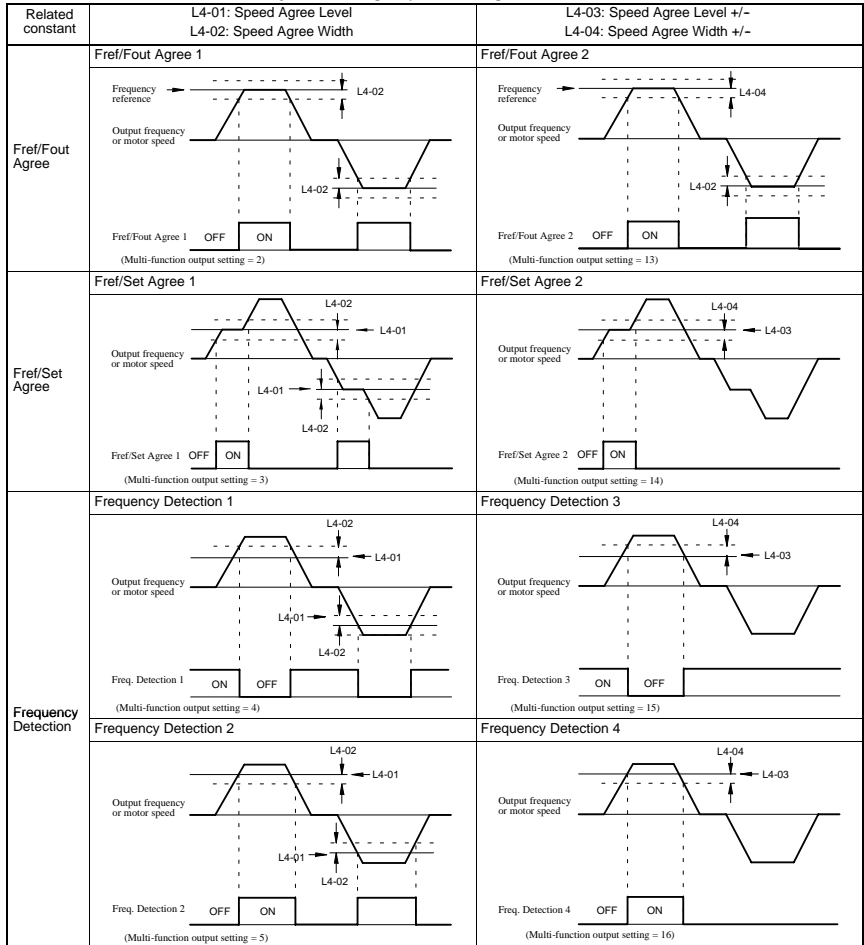 Related constant
L4-01: Speed Agree Level
L4-02: Speed Agree Width
L4-03: Speed Agree Level +/-
L4-04: Speed Agree Width +/-
Fref/Fout Agree
Fref/Fout Agree 1
Frequency reference
L4-02
Output frequency or motor speed
L4-02
Fref/Fout Agree 1 OFF ON
(Multi-function output setting = 2)
Fref/Fout Agree 2
Frequency reference
L4-04
Output frequency or motor speed
L4-02
Fref/Fout Agree 2 OFF ON
(Multi-function output setting = 13)
Fref/Set Agree
Fref/Set Agree 1
L4-02
L4-01
Output frequency or motor speed
L4-01
L4-02
Fref/Set Agree 1 OFF ON
(Multi-function output setting = 3)
Fref/Set Agree 2
L4-04
L4-03
Output frequency or motor speed
Fref/Set Agree 2 OFF ON
(Multi-function output setting = 14)
Frequency Detection
Frequency Detection 1
L4-02
L4-01
Output frequency or motor speed
L4-01
L4-02
Freq. Detection 1 ON OFF
(Multi-function output setting = 4)
Frequency Detection 3
L4-04
L4-03
Output frequency or motor speed
Freq. Detection 3 ON OFF
(Multi-function output setting = 15)
Frequency Detection 2
L4-02
L4-01
Output frequency or motor speed
L4-01
L4-02
Freq. Detection 2 OFF ON
(Multi-function output setting = 5)
Frequency Detection 4
L4-04
L4-03
Output frequency or motor speed
Freq. Detection 4 OFF ON
(Multi-function output setting = 16)